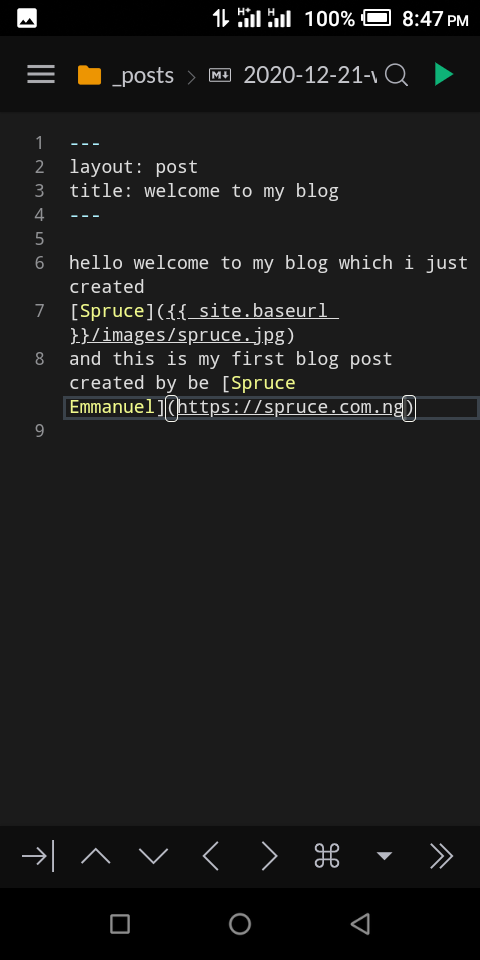 H+ H 100% 8:47 PM
_posts > M↓ 2020-12-21-
1 ---
2 layout: post
3 title: welcome to my blog
4 ---
5
6 hello welcome to my blog which i just
created
7 [Spruce]({{ site.baseurl
}}/images/spruce.jpg)
8 and this is my first blog post
created by be [Spruce
Emmanuel](https://spruce.com.ng)
9